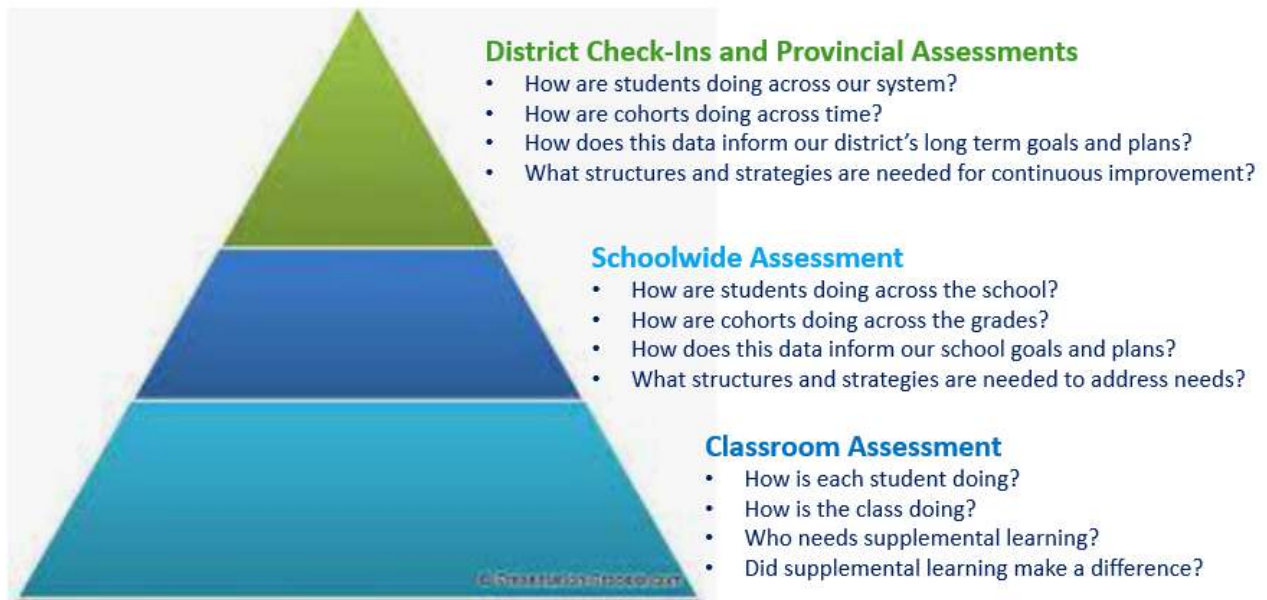 District Check-Ins and Provincial Assessments
• How are students doing across our system?
• How are cohorts doing across time?
• How does this data inform our district's long term goals and plans?
• What structures and strategies are needed for continuous improvement?
Schoolwide Assessment
• How are students doing across the school?
• How are cohorts doing across the grades?
• How does this data inform our school goals and plans?
• What structures and strategies are needed to address needs?
Classroom Assessment
• How is each student doing?
• How is the class doing?
• Who needs supplemental learning?
• Did supplemental learning make a difference?